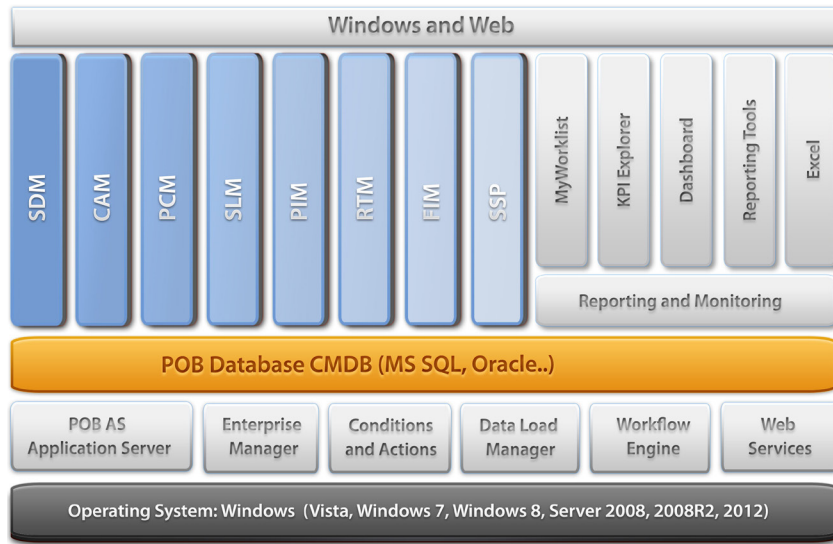 Windows and Web
SDM
CAM
PCM
SLM
PIM
RTM
FIM
SSP
MyWorklist
KPI Explorer
Dashboard
Reporting Tools
Excel
Reporting and Monitoring
POB Database CMDB (MS SQL, Oracle..)
POB AS
Application Server
Enterprise
Manager
Conditions
and Actions
Data Load
Manager
Workflow
Engine
Web
Services
Operating System: Windows (Vista, Windows 7, Windows 8, Server 2008, 2008R2, 2012)